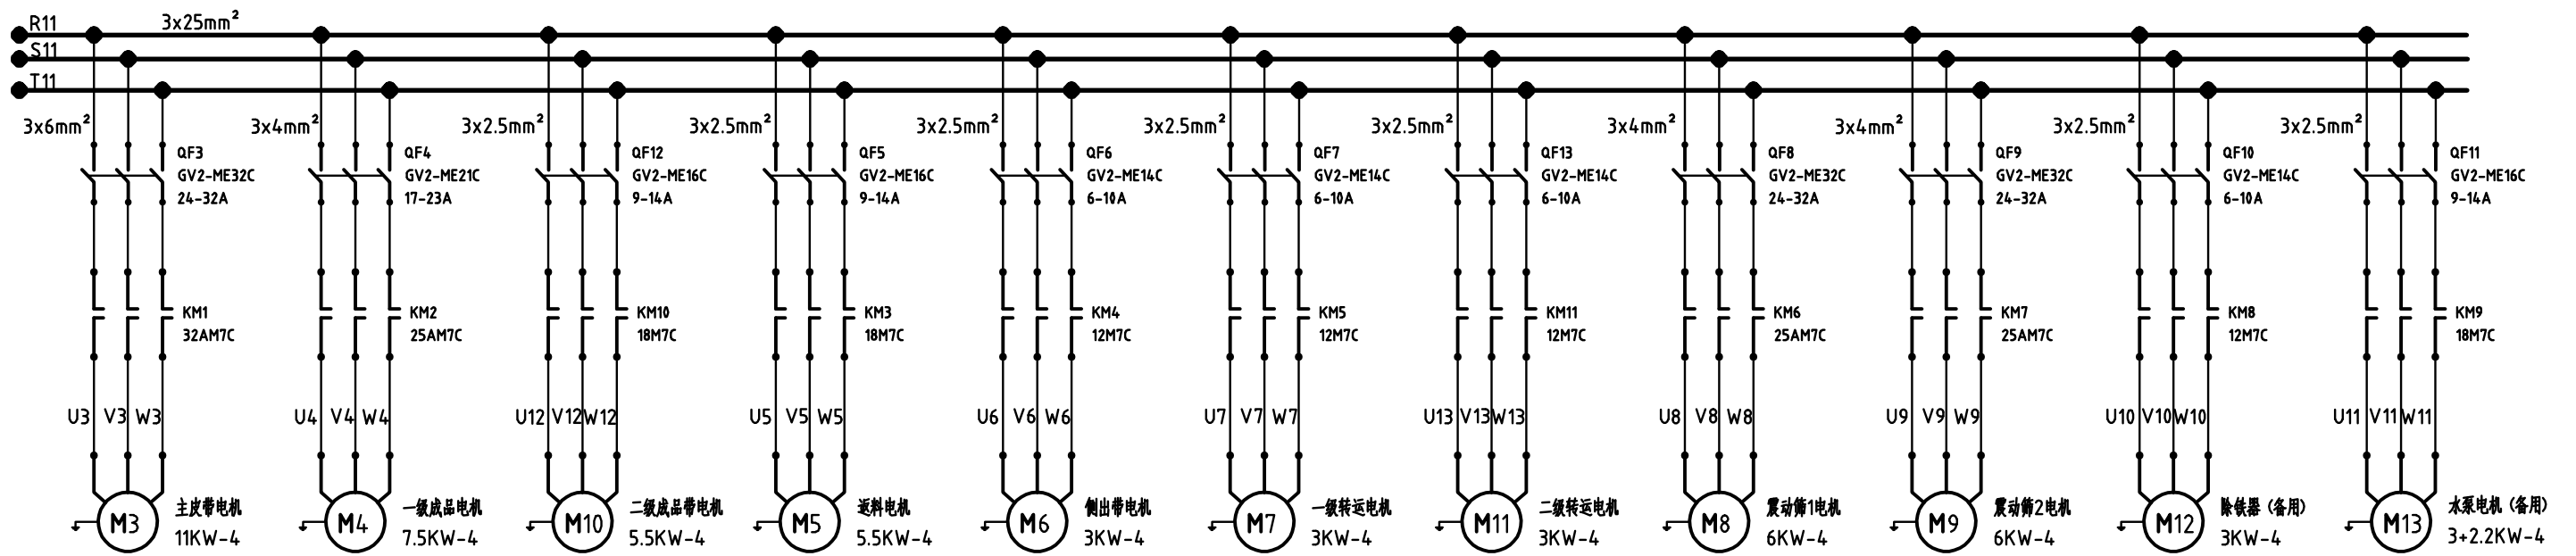 R11
3x25mm²
S11
T11
3x6mm²
3x4mm²
3x2.5mm²
3x2.5mm²
3x2.5mm²
3x2.5mm²
3x2.5mm²
3x4mm²
3x4mm²
3x2.5mm²
3x2.5mm²
QF3
GV2-ME32C
24-32A
QF4
GV2-ME21C
17-23A
QF12
GV2-ME16C
9-14A
QF5
GV2-ME16C
9-14A
QF6
GV2-ME14C
6-10A
QF7
GV2-ME14C
6-10A
QF13
GV2-ME14C
6-10A
QF8
GV2-ME32C
24-32A
QF9
GV2-ME32C
24-32A
QF10
GV2-ME14C
6-10A
QF11
GV2-ME16C
9-14A
KM1
32AM7C
KM2
25AM7C
KM10
18M7C
KM3
18M7C
KM4
12M7C
KM5
12M7C
KM11
12M7C
KM6
25AM7C
KM7
25AM7C
KM8
12M7C
KM9
18M7C
U3 V3 W3
U4 V4 W4
U12 V12 W12
U5 V5 W5
U6 V6 W6
U7 V7 W7
U13 V13 W13
U8 V8 W8
U9 V9 W9
U10 V10 W10
U11 V11 W11
M3
主皮带电机
11KW-4
M4
一级成品电机
7.5KW-4
M10
二级成品带电机
5.5KW-4
M5
返料电机
5.5KW-4
M6
侧出带电机
3KW-4
M7
一级转运电机
3KW-4
M11
二级转运电机
3KW-4
M8
震动筛1电机
6KW-4
M9
震动筛2电机
6KW-4
M12
除铁器（备用）
3KW-4
M13
水泵电机（备用）
3+2.2KW-4